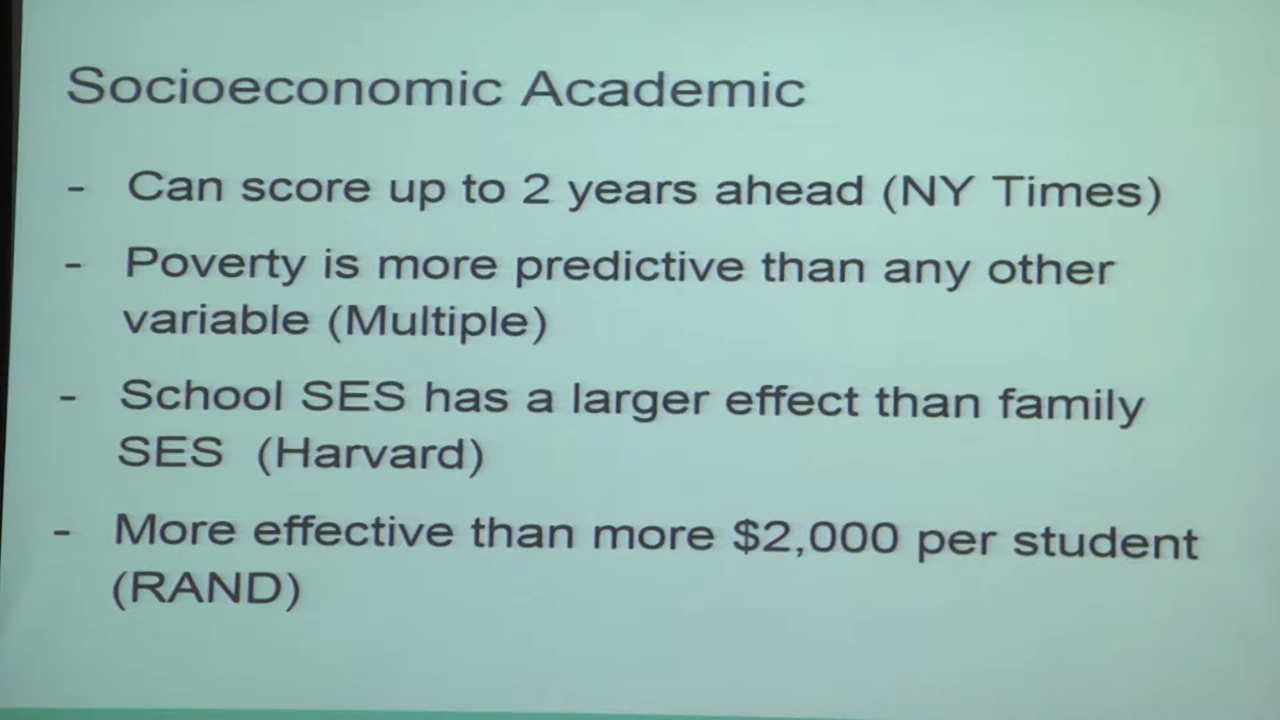 Socioeconomic Academic
- Can score up to 2 years ahead (NY Times)
- Poverty is more predictive than any other
variable (Multiple)
- School SES has a larger effect than family
SES (Harvard)
- More effective than more $2,000 per student
(RAND)